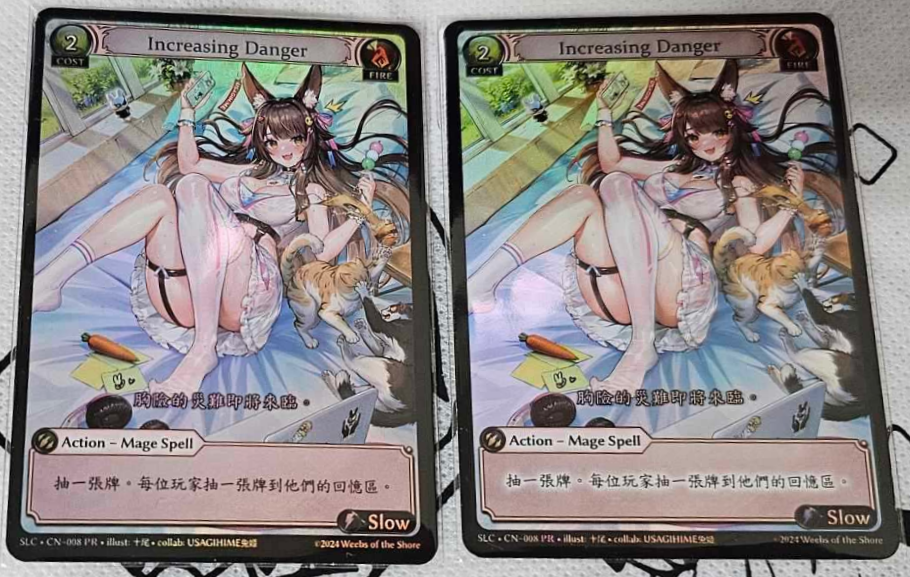 2
COST
Increasing Danger
FIRE
胸險的災難即將來臨。
Action – Mage Spell
抽一張牌。每位玩家抽一張牌到他們的回憶區。
Slow
SLC • CN-008 PR • illust: 十尾 • collab: USAGIHIME兔姬
©2024 Weebs of the Shore
2
COST
Increasing Danger
FIRE
胸險的災難即將來臨。
Action – Mage Spell
抽一張牌。每位玩家抽一張牌到他們的回憶區。
Slow
SLC • CN-008 PR • illust: 十尾 • collab: USAGIHIME兔姬
©2024 Weebs of the Shore